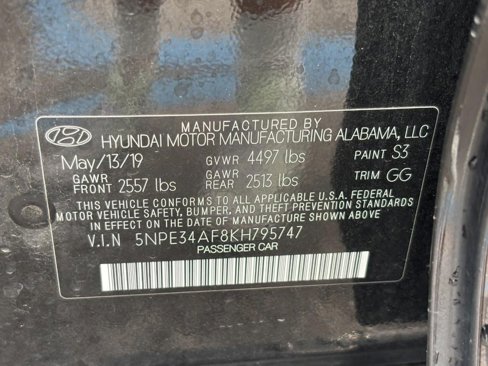 MANUFACTURED BY
HYUNDAI MOTOR MANUFACTURING ALABAMA, LLC
May/13/19 GVWR 4497 lbs PAINT S3
GAWR FRONT 2557 lbs GAWR REAR 2513 lbs TRIM GG
THIS VEHICLE CONFORMS TO ALL APPLICABLE U.S.A. FEDERAL
MOTOR VEHICLE SAFETY, BUMPER, AND THEFT PREVENTION STANDARDS
IN EFFECT ON THE DATE OF MANUFACTURE SHOWN ABOVE.
V.I.N 5NPE34AF8KH795747
PASSENGER CAR